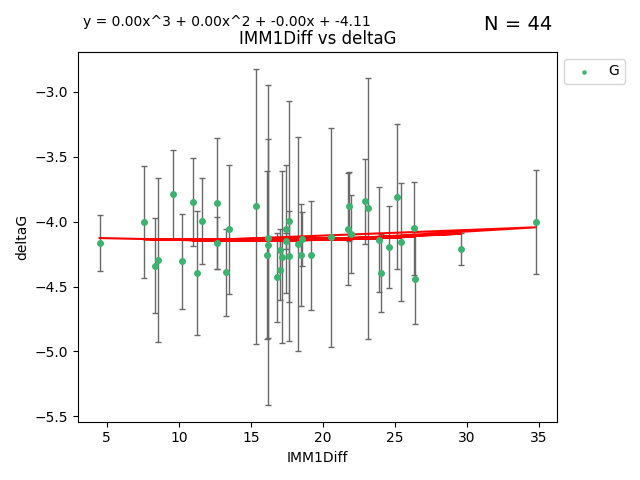 y = 0.00x^3 + 0.00x^2 + -0.00x + -4.11
N = 44
IMM1Diff vs deltaG
G
deltaG
−3.0
−3.5
−4.0
−4.5
−5.0
−5.5
5 10 15 20 25 30 35
IMM1Diff